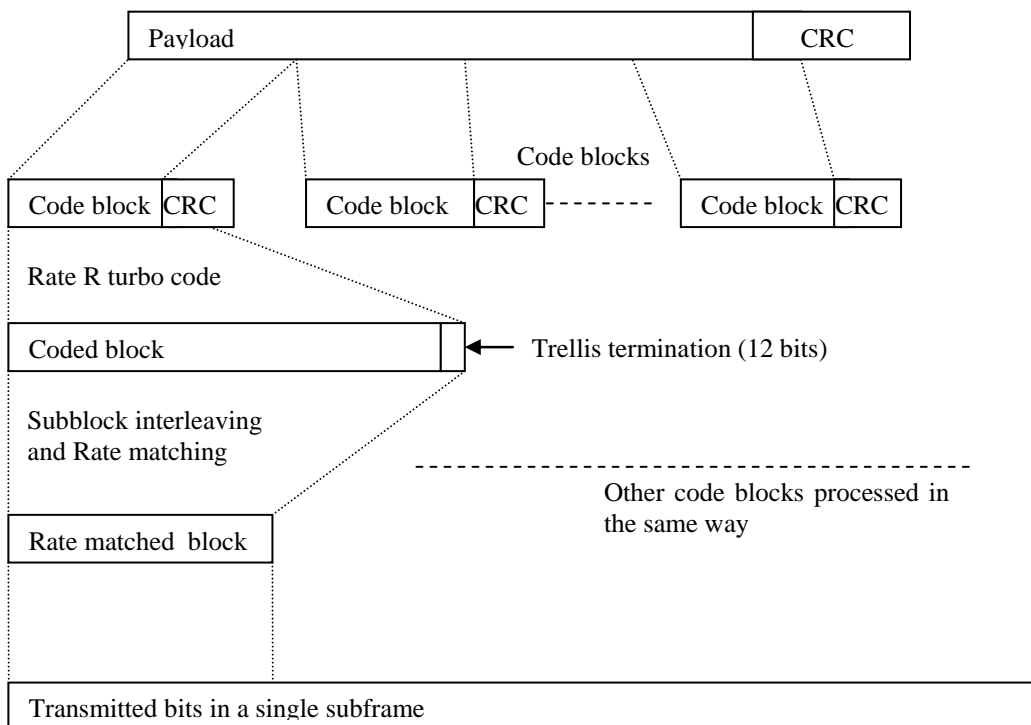 Payload CRC
Code blocks
Code block CRC Code block CRC Code block CRC
Rate R turbo code
Coded block
Trellis termination (12 bits)
Subblock interleaving
and Rate matching
Other code blocks processed in
the same way
Rate matched block
Transmitted bits in a single subframe